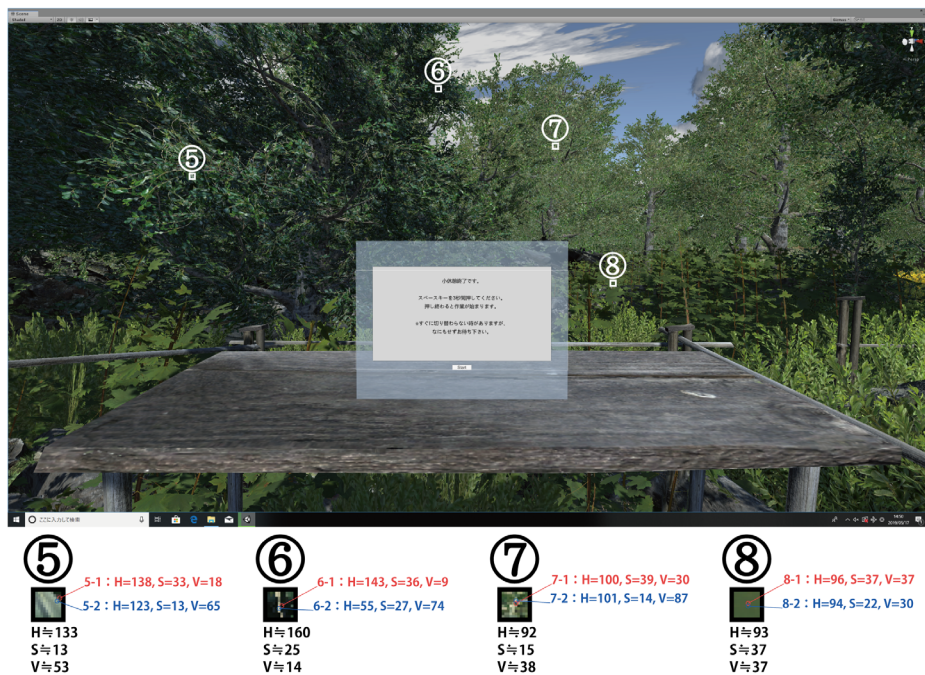 Scene
Shaded
2D
Gizmos
Persp
⑥
⑦
⑤
⑧
小休憩終了です。
スペースキーを3秒間押してください。
押し終わると作業が始まります。
※すぐに切り替わらない時がありますが、
なにもせずお待ち下さい。
Start
ここに入力して検索
⑤
5-1：H=138, S=33, V=18
5-2：H=123, S=13, V=65
H≒133
S≒13
V≒53
⑥
6-1：H=143, S=36, V=9
6-2：H=55, S=27, V=74
H≒160
S≒25
V≒14
⑦
7-1：H=100, S=39, V=30
7-2：H=101, S=14, V=87
H≒92
S≒15
V≒38
⑧
8-1：H=96, S=37, V=37
8-2：H=94, S=22, V=30
H≒93
S≒37
V≒37